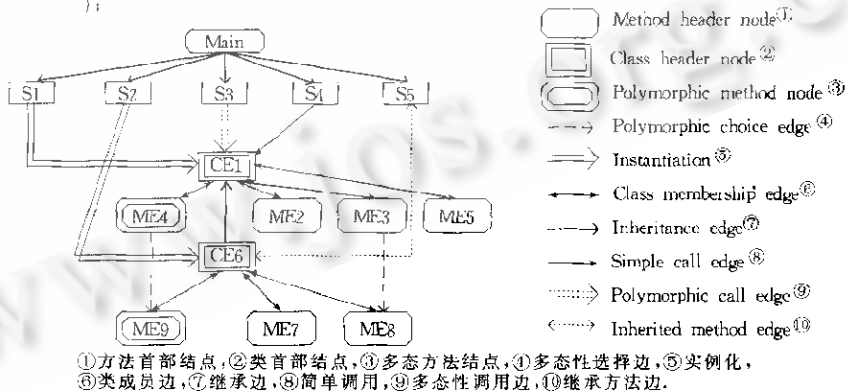 );
Main
Method header node①
Class header node②
S1 S2 S3 S4 S5
Polymorphic method node③
Polymorphic choice edge④
CE1
Instantiation⑤
Class membership edge⑥
ME4 ME2 ME3 ME5
Inheritance edge⑦
CE6
Simple call edge⑧
Polymorphic call edge⑨
ME9 ME7 ME8
Inherited method edge⑩
①方法首部结点,②类首部结点,③多态方法结点,④多态性选择边,⑤实例化,
⑥类成员边,⑦继承边,⑧简单调用,⑨多态性调用边,⑩继承方法边.